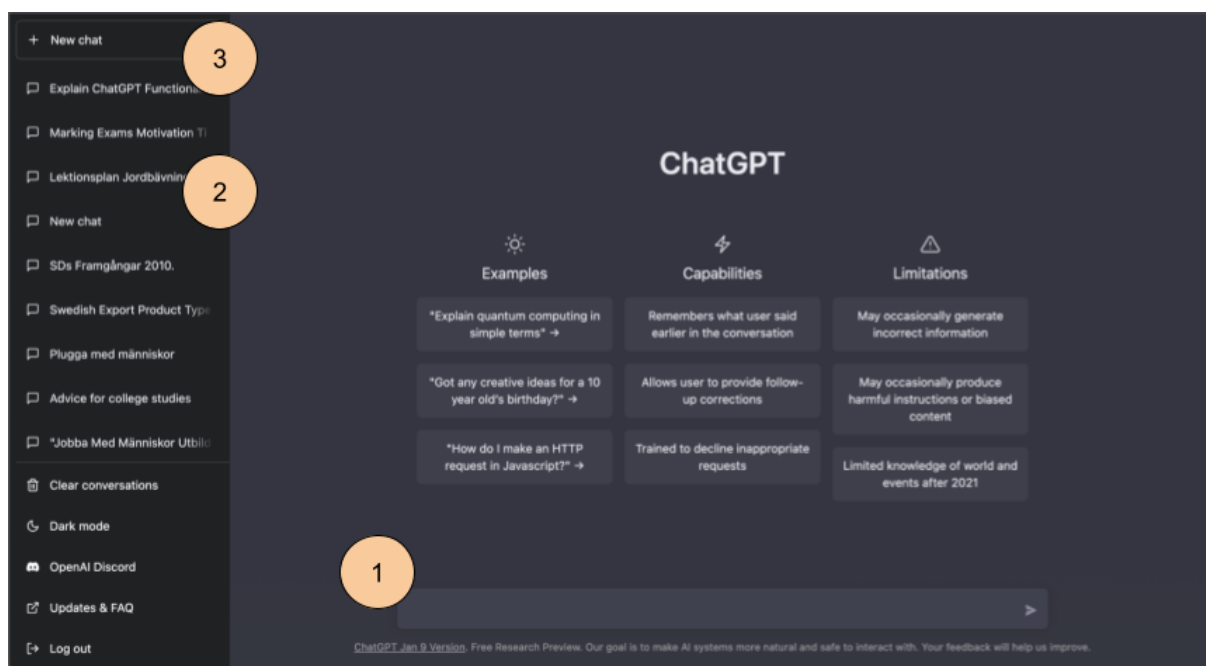 + New chat
3
Explain ChatGPT Functiona
Marking Exams Motivation Ti
Lektionsplan Jordbävning
2
New chat
SDs Framgångar 2010.
Swedish Export Product Type
Plugga med människor
Advice for college studies
"Jobba Med Människor Utbild
Clear conversations
Dark mode
OpenAI Discord
Updates & FAQ
Log out
ChatGPT
Examples
"Explain quantum computing in
simple terms" →
"Got any creative ideas for a 10
year old's birthday?" →
"How do I make an HTTP
request in Javascript?" →
Capabilities
Remembers what user said
earlier in the conversation
Allows user to provide follow-
up corrections
Trained to decline inappropriate
requests
Limitations
May occasionally generate
incorrect information
May occasionally produce
harmful instructions or biased
content
Limited knowledge of world and
events after 2021
1
ChatGPT Jan 9 Version. Free Research Preview. Our goal is to make AI systems more natural and safe to interact with. Your feedback will help us improve.